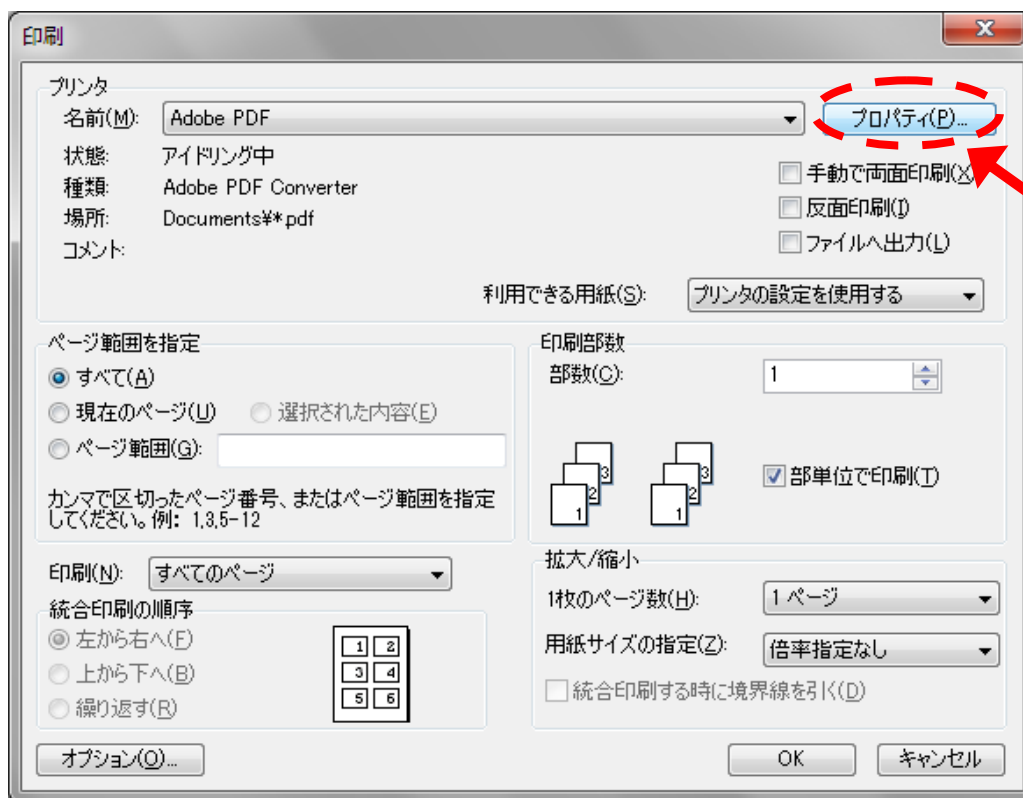 印刷
プリンタ
名前(M): Adobe PDF プロパティ(P)...
状態: アイドリング中
種類: Adobe PDF Converter
場所: Documents¥*.pdf
コメント:
手動で両面印刷(X)
反面印刷(I)
ファイルへ出力(L)
利用できる用紙(S): プリンタの設定を使用する
ページ範囲を指定
すべて(A)
現在のページ(U) 選択された内容(E)
ページ範囲(G):
カンマで区切ったページ番号、またはページ範囲を指定
してください。例: 1,3,5-12
印刷部数
部数(C): 1
3 3
2 2
1 1
部単位で印刷(T)
印刷(N): すべてのページ
統合印刷の順序
左から右へ(F)
上から下へ(B)
繰り返す(R)
1 2
3 4
5 6
拡大/縮小
1枚のページ数(H): 1 ページ
用紙サイズの指定(Z): 倍率指定なし
統合印刷する時に境界線を引く(D)
オプション(O)... OK キャンセル